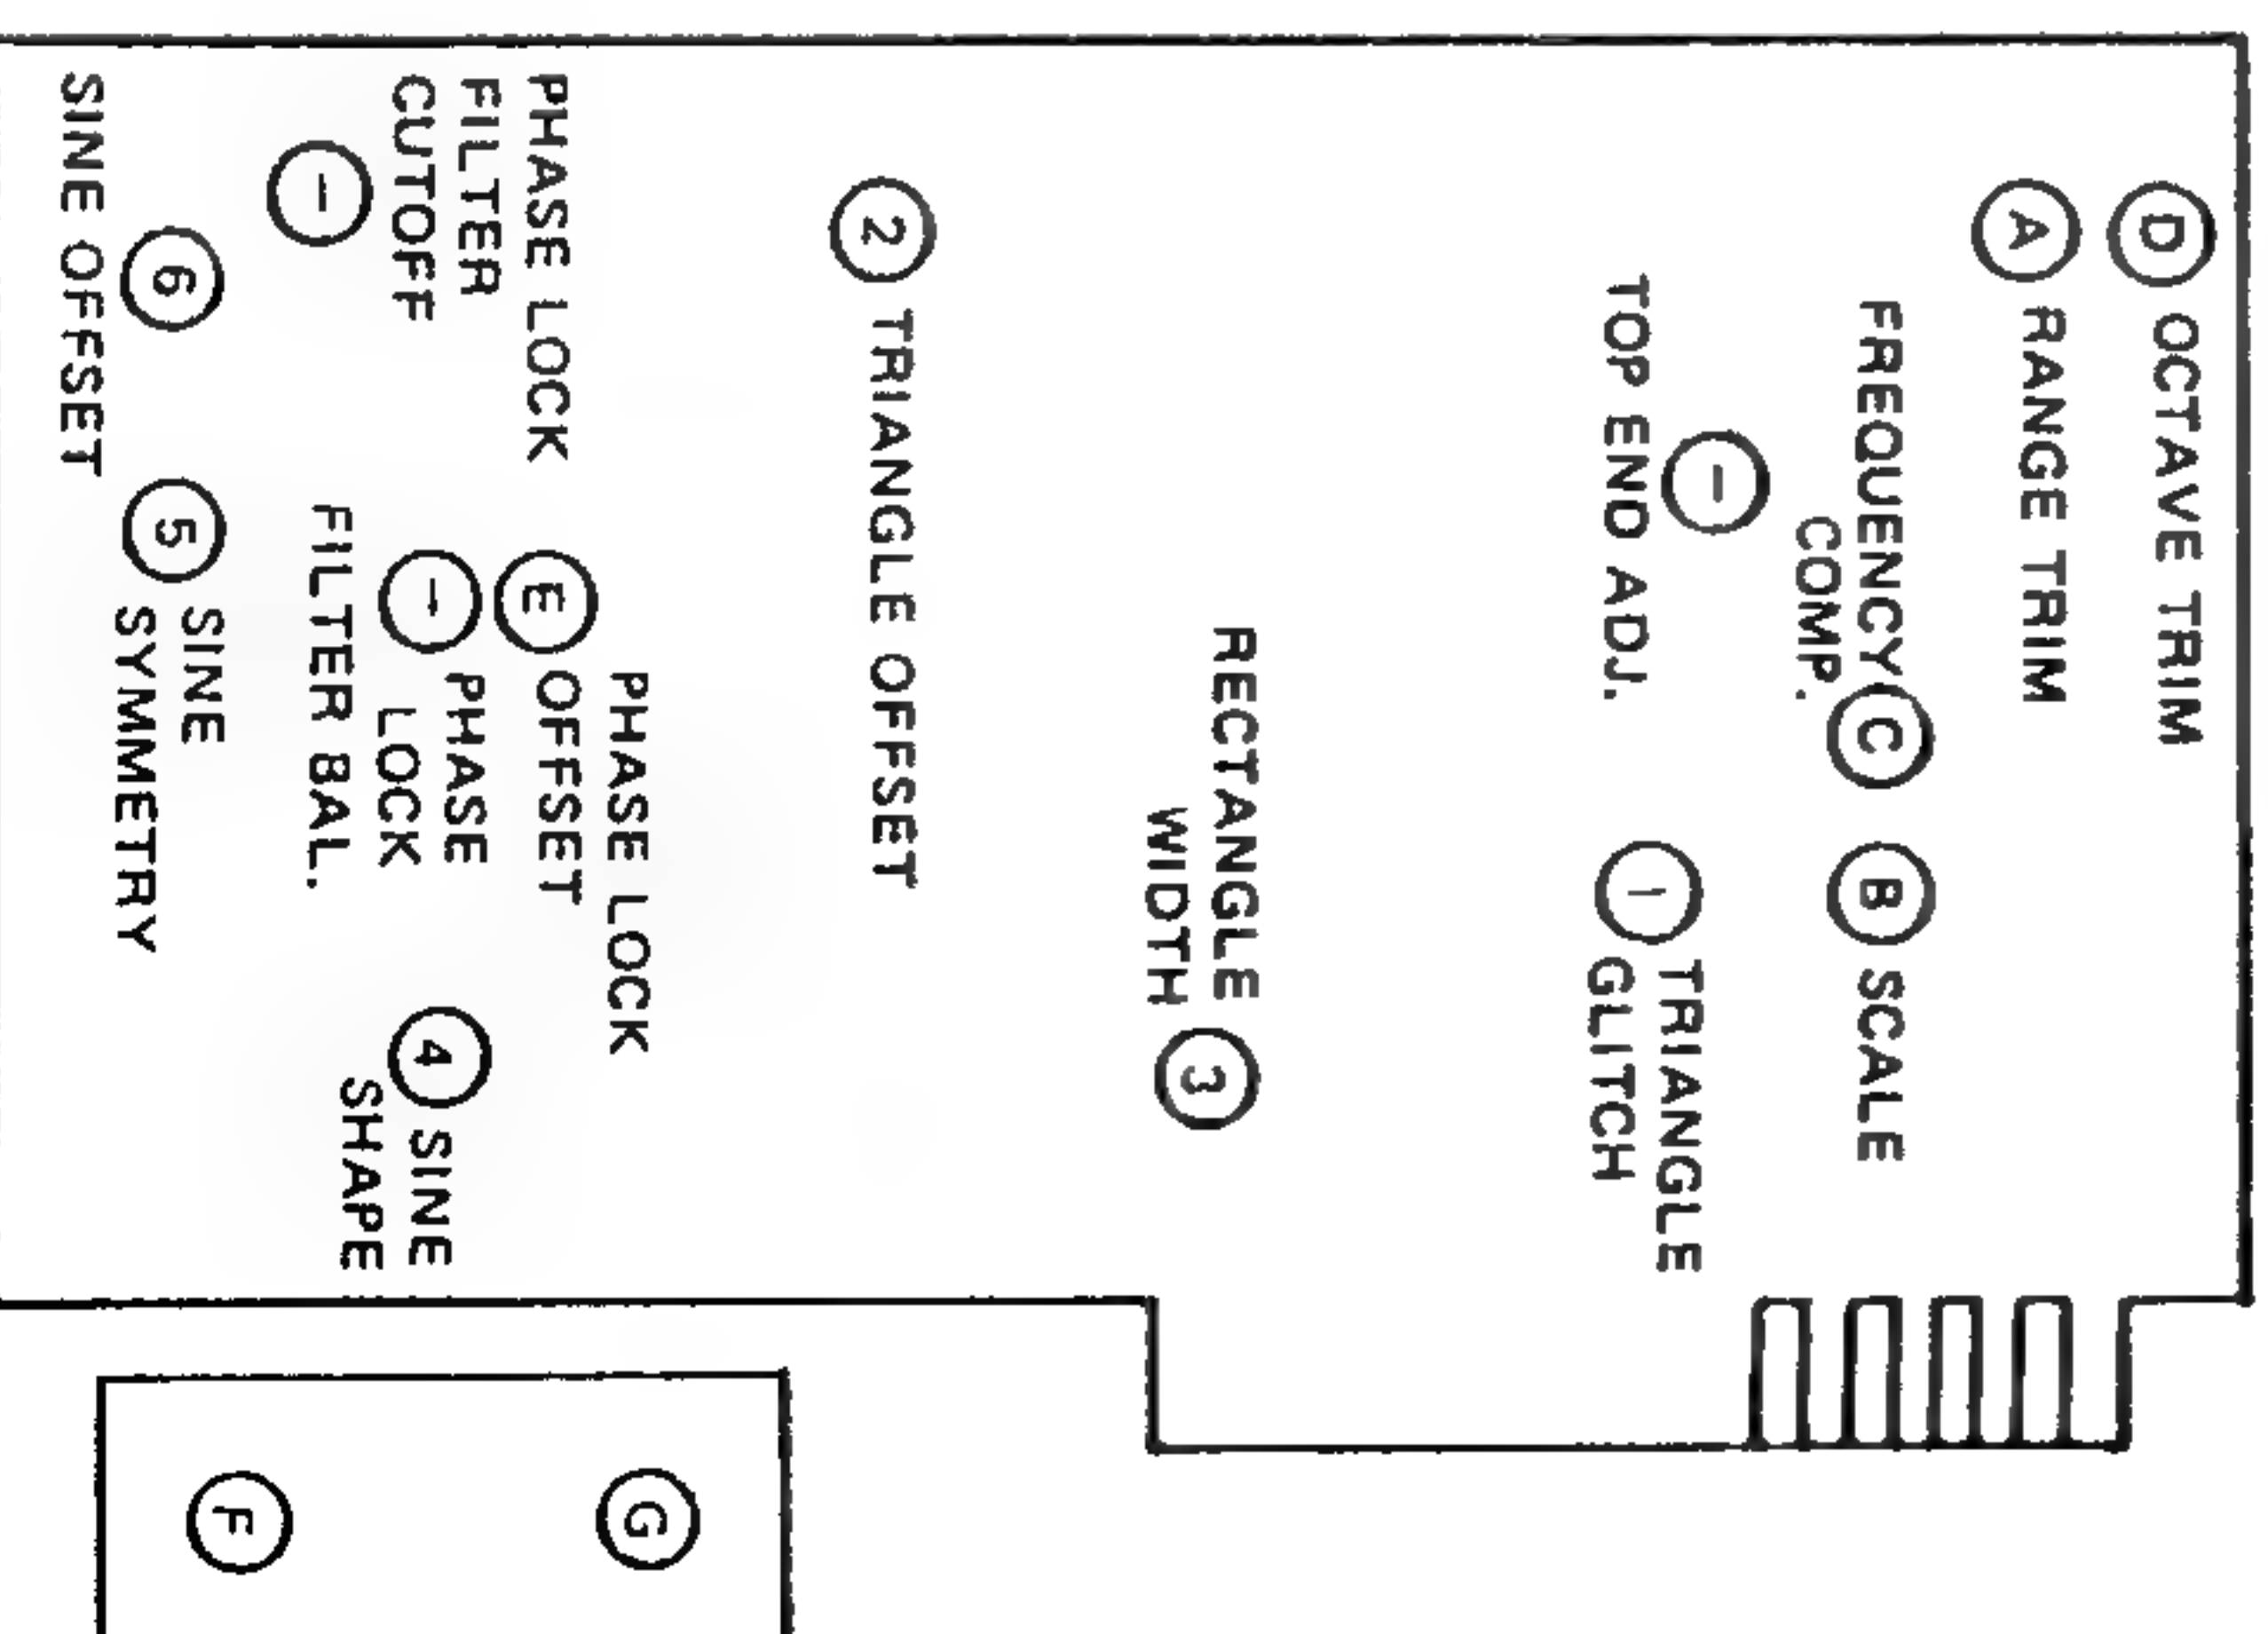 D OCTAVE TRIM
A RANGE TRIM
FREQUENCY C B SCALE
COMP.
—
TOP END ADJ.
1 TRIANGLE
GLITCH
RECTANGLE
WIDTH
3
2 TRIANGLE OFFSET
PHASE LOCK
FILTER
CUTOFF
—
PHASE LOCK
E OFFSET
— PHASE
LOCK
FILTER BAL.
4 SINE
SHAPE
6
SINE OFFSET
5 SINE
SYMMETRY
G
F